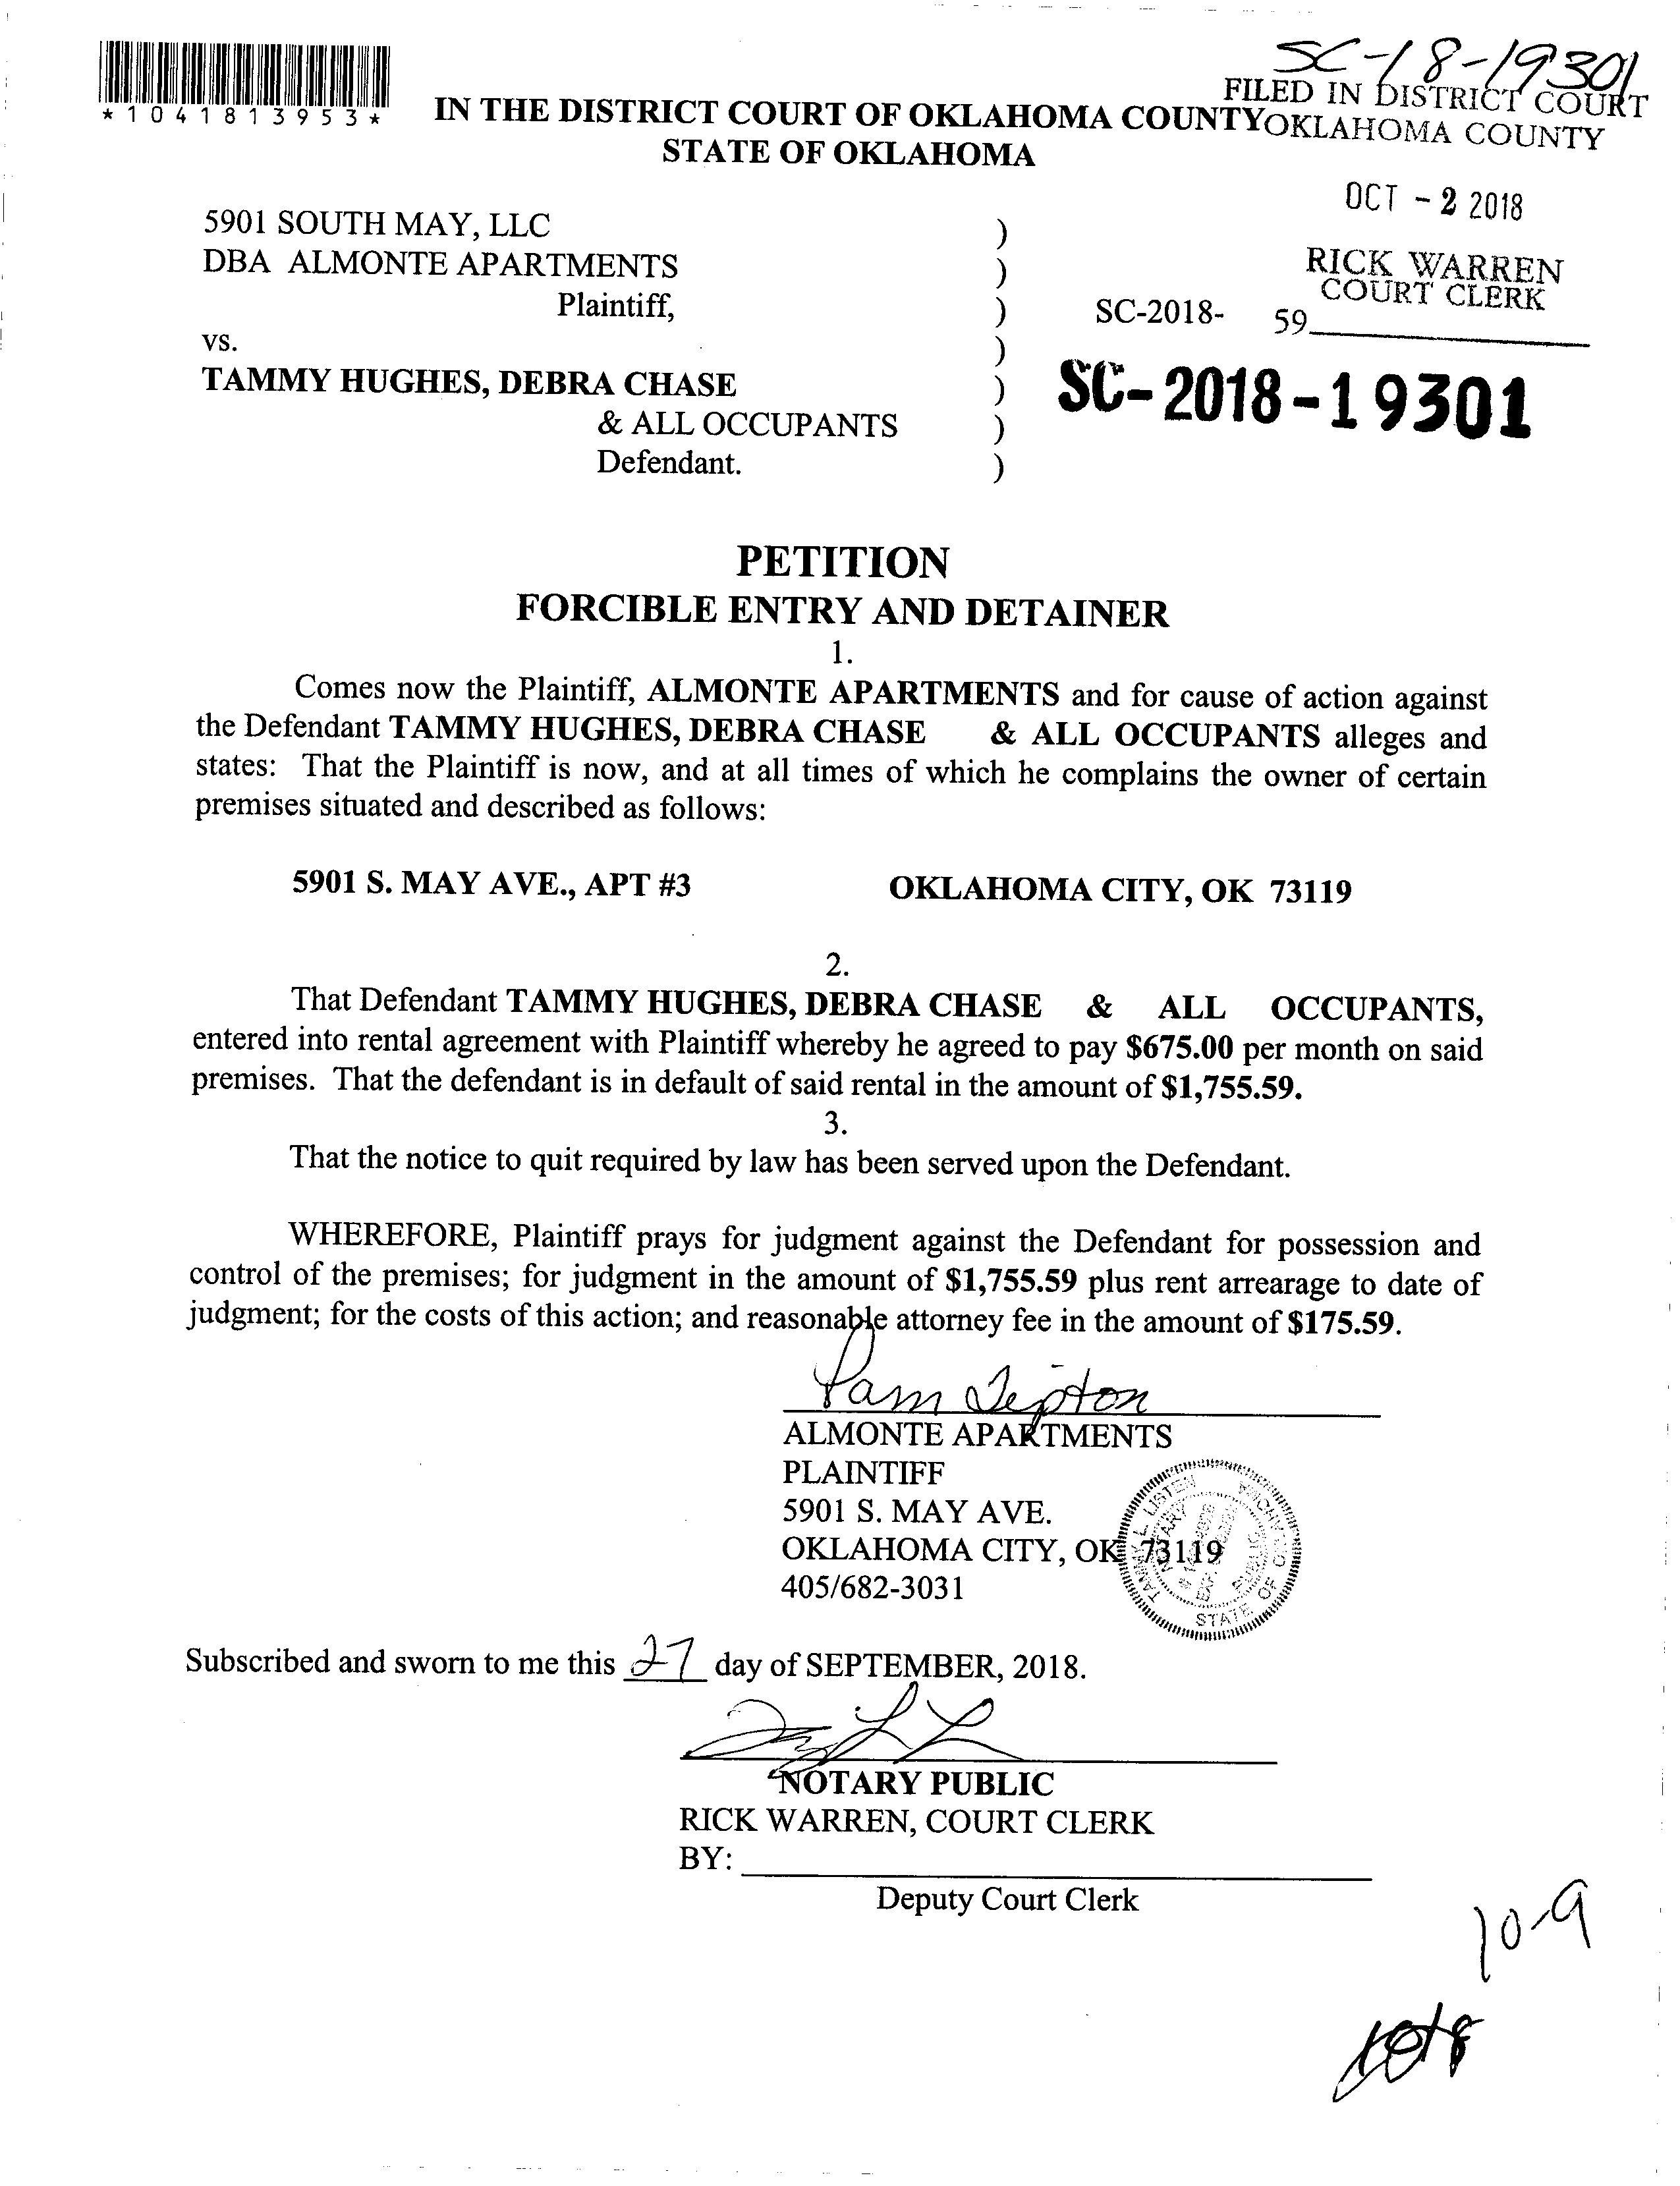 SC-18-19301
FILED IN DISTRICT COURT
*1041813953*
IN THE DISTRICT COURT OF OKLAHOMA COUNTY
OKLAHOMA COUNTY
STATE OF OKLAHOMA
OCT - 2 2018
5901 SOUTH MAY, LLC )
DBA ALMONTE APARTMENTS )
RICK WARREN
COURT CLERK
Plaintiff, ) SC-2018- 59
vs. )
TAMMY HUGHES, DEBRA CHASE )
SC-2018-19301
& ALL OCCUPANTS )
Defendant. )
PETITION
FORCIBLE ENTRY AND DETAINER
1.
Comes now the Plaintiff, ALMONTE APARTMENTS and for cause of action against
the Defendant TAMMY HUGHES, DEBRA CHASE & ALL OCCUPANTS alleges and
states: That the Plaintiff is now, and at all times of which he complains the owner of certain
premises situated and described as follows:
5901 S. MAY AVE., APT #3 OKLAHOMA CITY, OK 73119
2.
That Defendant TAMMY HUGHES, DEBRA CHASE & ALL OCCUPANTS,
entered into rental agreement with Plaintiff whereby he agreed to pay $675.00 per month on said
premises. That the defendant is in default of said rental in the amount of $1,755.59.
3.
That the notice to quit required by law has been served upon the Defendant.
WHEREFORE, Plaintiff prays for judgment against the Defendant for possession and
control of the premises; for judgment in the amount of $1,755.59 plus rent arrearage to date of
judgment; for the costs of this action; and reasonable attorney fee in the amount of $175.59.
Pam Tipton
ALMONTE APARTMENTS
PLAINTIFF
5901 S. MAY AVE.
OKLAHOMA CITY, OK 73119
405/682-3031
TAMMY L. LISTEN
NOTARY PUBLIC
STATE OF OKLAHOMA
Subscribed and sworn to me this 27 day of SEPTEMBER, 2018.
NOTARY PUBLIC
RICK WARREN, COURT CLERK
BY:
Deputy Court Clerk
10-9